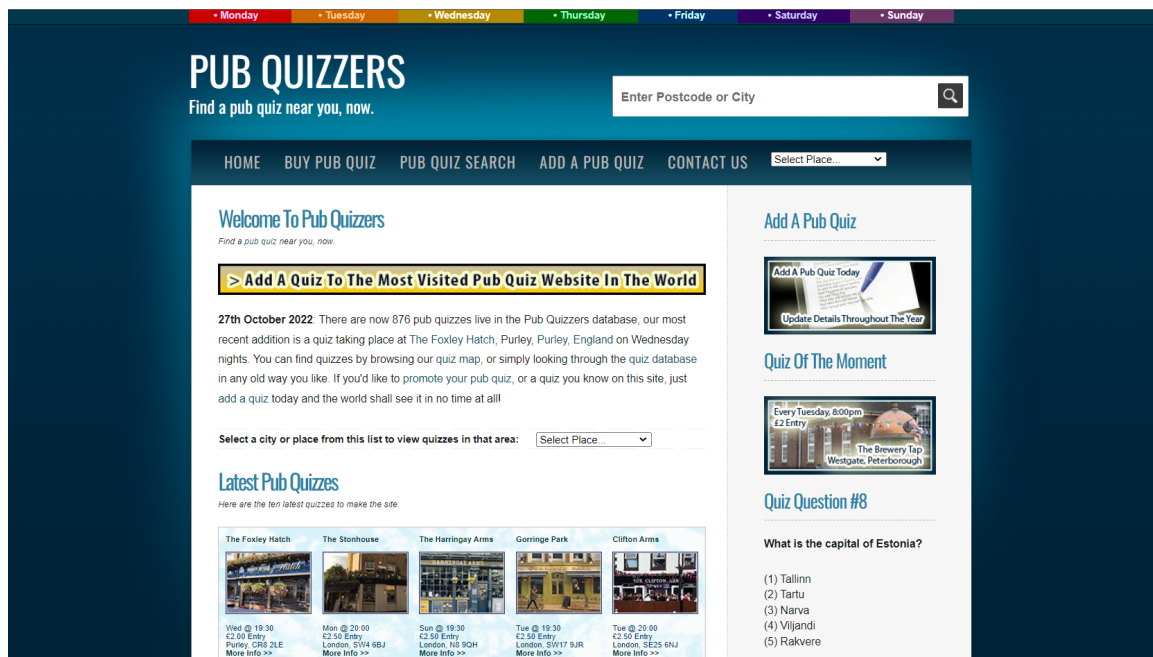 • Monday
• Tuesday
• Wednesday
• Thursday
• Friday
• Saturday
• Sunday
PUB QUIZZERS
Find a pub quiz near you, now.
Enter Postcode or City
HOME
BUY PUB QUIZ
PUB QUIZ SEARCH
ADD A PUB QUIZ
CONTACT US
Select Place...
Welcome To Pub Quizzers
Find a pub quiz near you, now.
> Add A Quiz To The Most Visited Pub Quiz Website In The World
27th October 2022: There are now 876 pub quizzes live in the Pub Quizzers database, our most
recent addition is a quiz taking place at The Foxley Hatch, Purley, Purley, England on Wednesday
nights. You can find quizzes by browsing our quiz map, or simply looking through the quiz database
in any old way you like. If you'd like to promote your pub quiz, or a quiz you know on this site, just
add a quiz today and the world shall see it in no time at all!
Select a city or place from this list to view quizzes in that area:
Select Place...
Latest Pub Quizzes
Here are the ten latest quizzes to make the site.
The Foxley Hatch
Wed @ 19:30
£2.00 Entry
Purley, CR8 2LE
More Info >>
The Stonhouse
Mon @ 20:00
£2.50 Entry
London, SW4 6BJ
More Info >>
The Harringay Arms
HARRINGAY ARMS
Sun @ 19:30
£2.50 Entry
London, N8 9QH
More Info >>
Gorringe Park
Tue @ 19:30
£2.50 Entry
London, SW17 9JR
More Info >>
Clifton Arms
THE CLIFTON ARMS
Tue @ 20:00
£2.50 Entry
London, SE25 6NJ
More Info >>
Add A Pub Quiz
Add A Pub Quiz Today
Update Details Throughout The Year
Quiz Of The Moment
Every Tuesday, 8:00pm
£2 Entry
The Brewery Tap
Westgate, Peterborough
Quiz Question #8
What is the capital of Estonia?
(1) Tallinn
(2) Tartu
(3) Narva
(4) Viljandi
(5) Rakvere